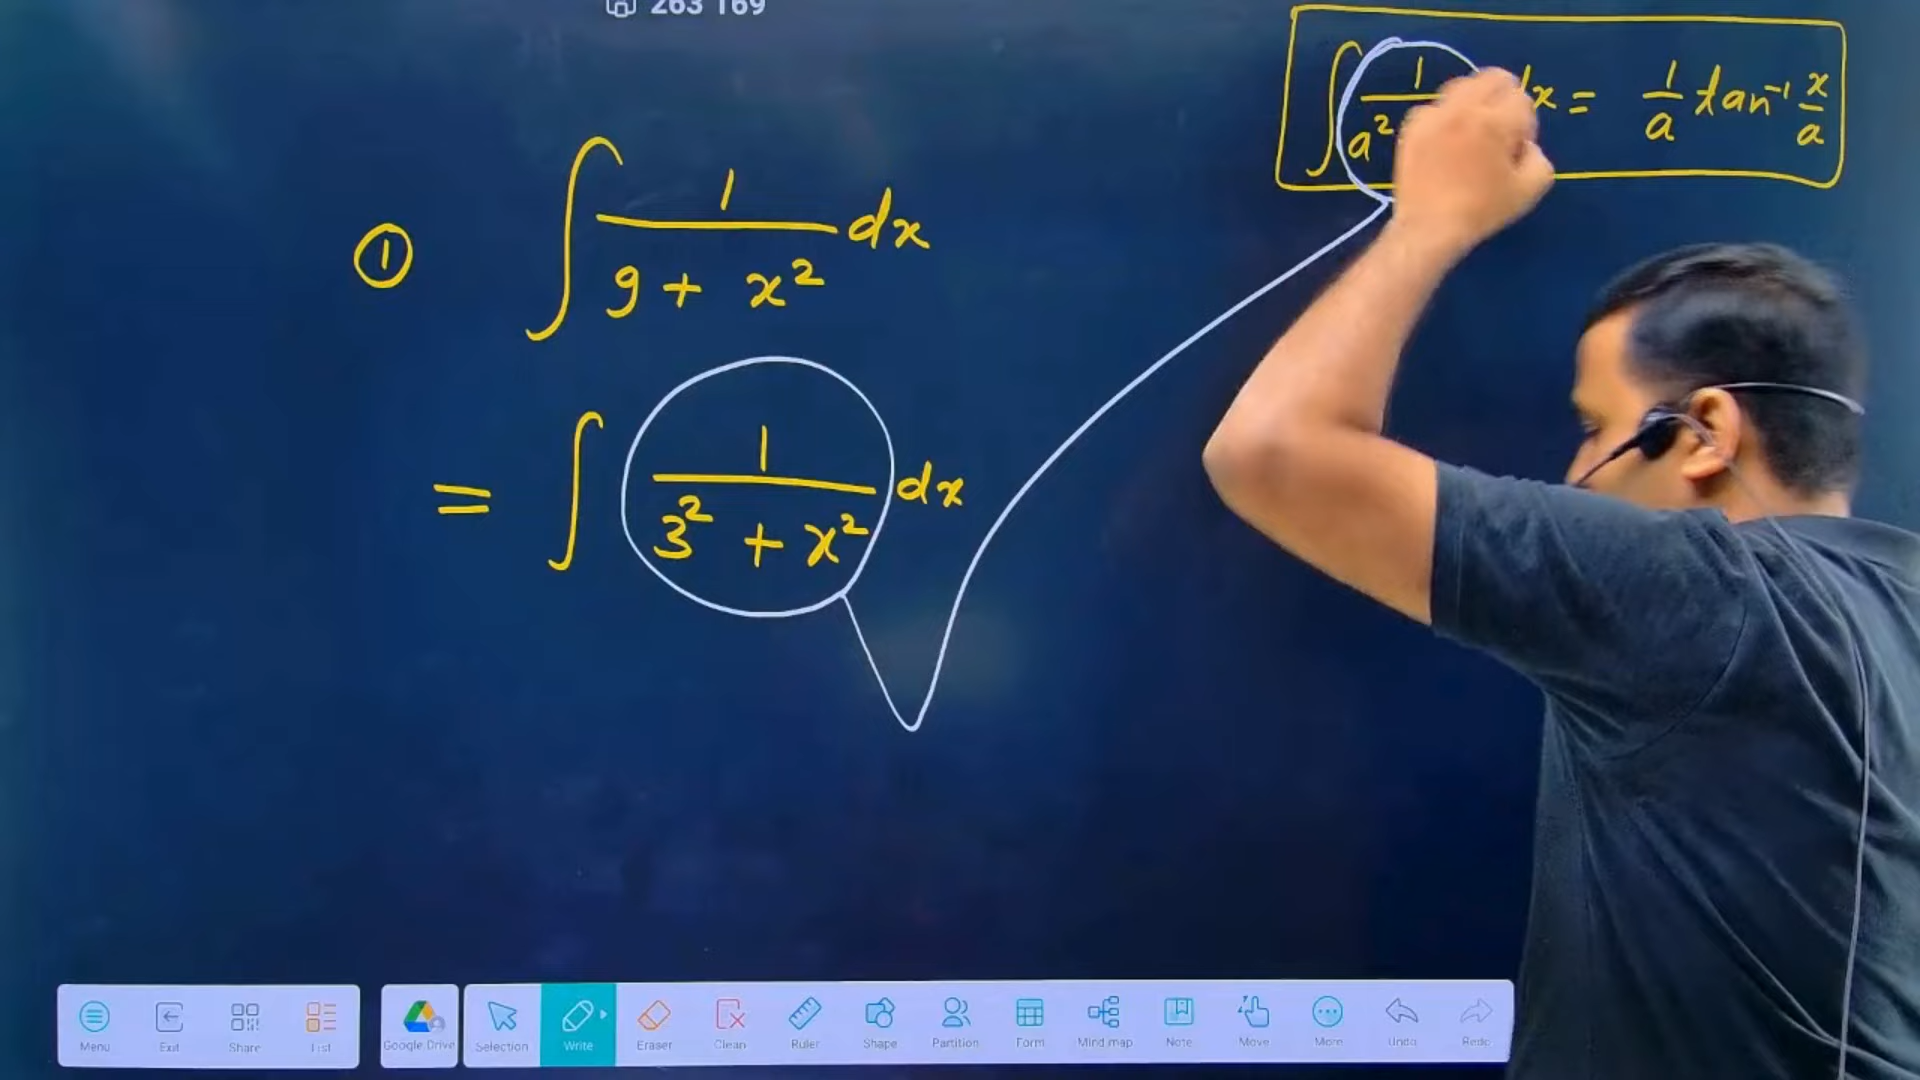 263 169
∫ 1/a² dx = 1/a tan⁻¹ x/a
① ∫ 1/(9 + x²) dx
= ∫ 1/(3² + x²) dx
Menu Exit Share List Google Drive Selection Write Eraser Clean Ruler Shape Partition Form Mind map Note Move More Undo Redo